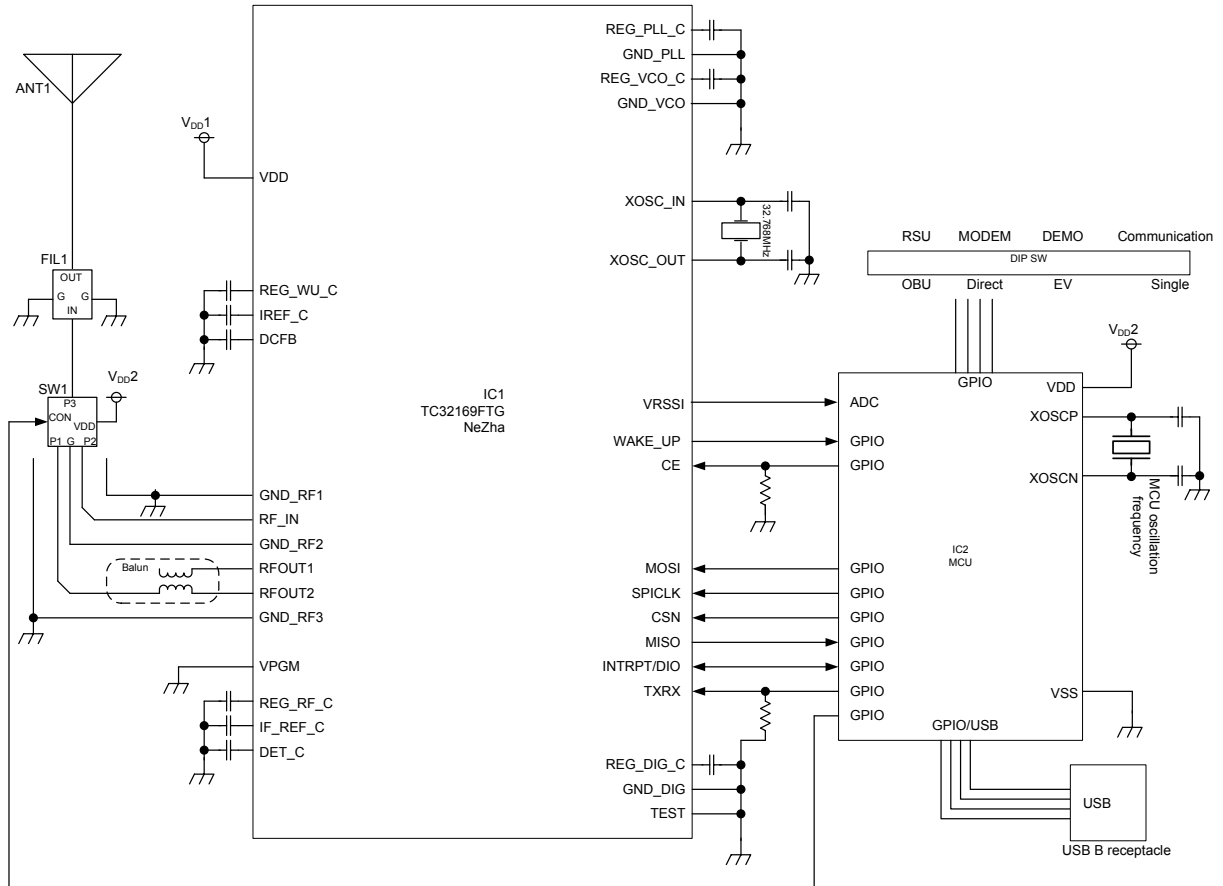 ANT1
FIL1
OUT
G
G
IN
SW1
P3
CON
VDD
P1 G P2
VDD2
VDD1
VDD
REG_WU_C
IREF_C
DCFB
GND_RF1
RF_IN
GND_RF2
RFOUT1
RFOUT2
GND_RF3
Balun
VPGM
REG_RF_C
IF_REF_C
DET_C
IC1
TC32169FTG
NeZha
REG_PLL_C
GND_PLL
REG_VCO_C
GND_VCO
XOSC_IN
XOSC_OUT
32.768MHz
VRSSI
WAKE_UP
CE
MOSI
SPICLK
CSN
MISO
INTRPT/DIO
TXRX
REG_DIG_C
GND_DIG
TEST
RSU MODEM DEMO Communication
DIP SW
OBU Direct EV Single
GPIO
ADC
GPIO
GPIO
GPIO
GPIO
GPIO
GPIO
GPIO
GPIO
GPIO
IC2
MCU
VDD2
VDD
XOSCP
XOSCN
MCU oscillation
frequency
VSS
GPIO/USB
USB
USB B receptacle